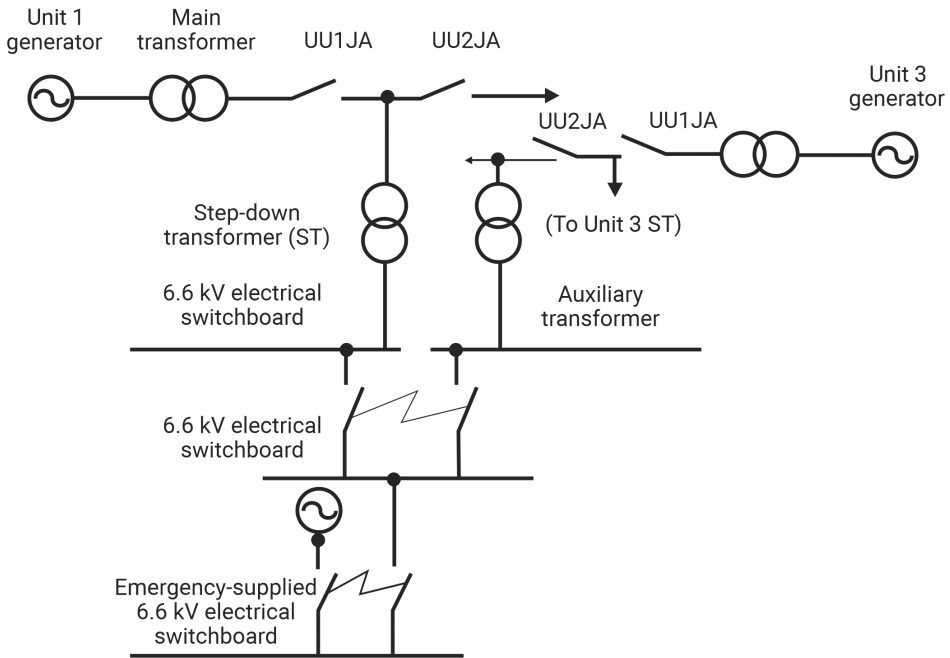 Unit 1
generator
Main
transformer
UU1JA
UU2JA
Unit 3
generator
UU2JA
UU1JA
Step-down
transformer (ST)
(To Unit 3 ST)
6.6 kV electrical
switchboard
Auxiliary
transformer
6.6 kV electrical
switchboard
Emergency-supplied
6.6 kV electrical
switchboard